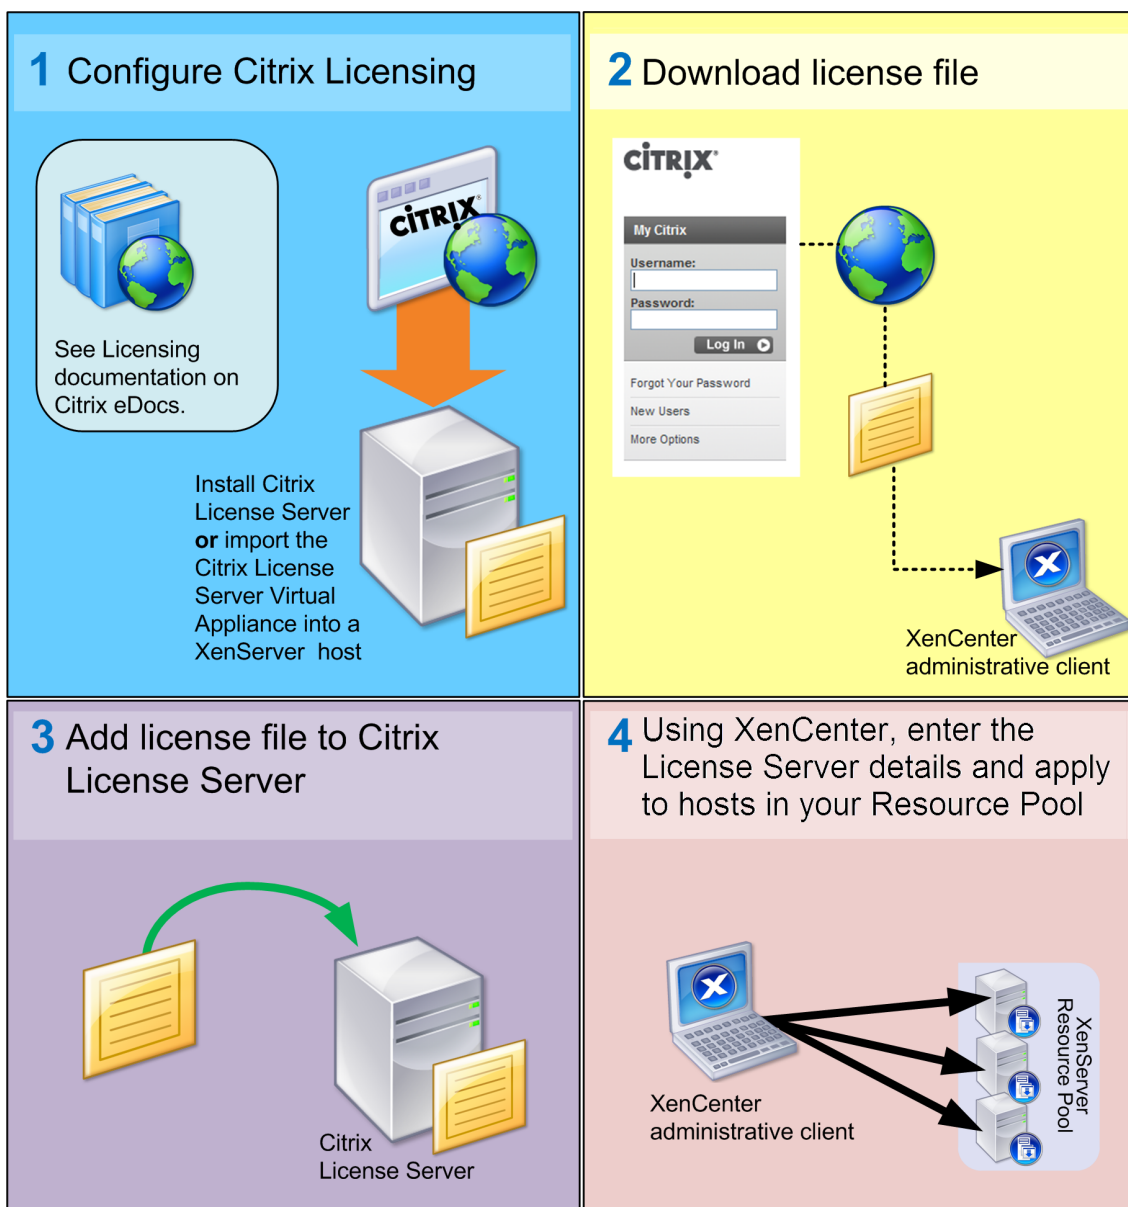 1 Configure Citrix Licensing
CITRIX®
See Licensing
documentation on
Citrix eDocs.
Install Citrix
License Server
or import the
Citrix License
Server Virtual
Appliance into a
XenServer host
2 Download license file
CITRIX®
My Citrix
Username:
Password:
Log In
Forgot Your Password
New Users
More Options
X
XenCenter
administrative client
3 Add license file to Citrix
License Server
Citrix
License Server
4 Using XenCenter, enter the
License Server details and apply
to hosts in your Resource Pool
X
XenCenter
administrative client
XenServer
Resource Pool